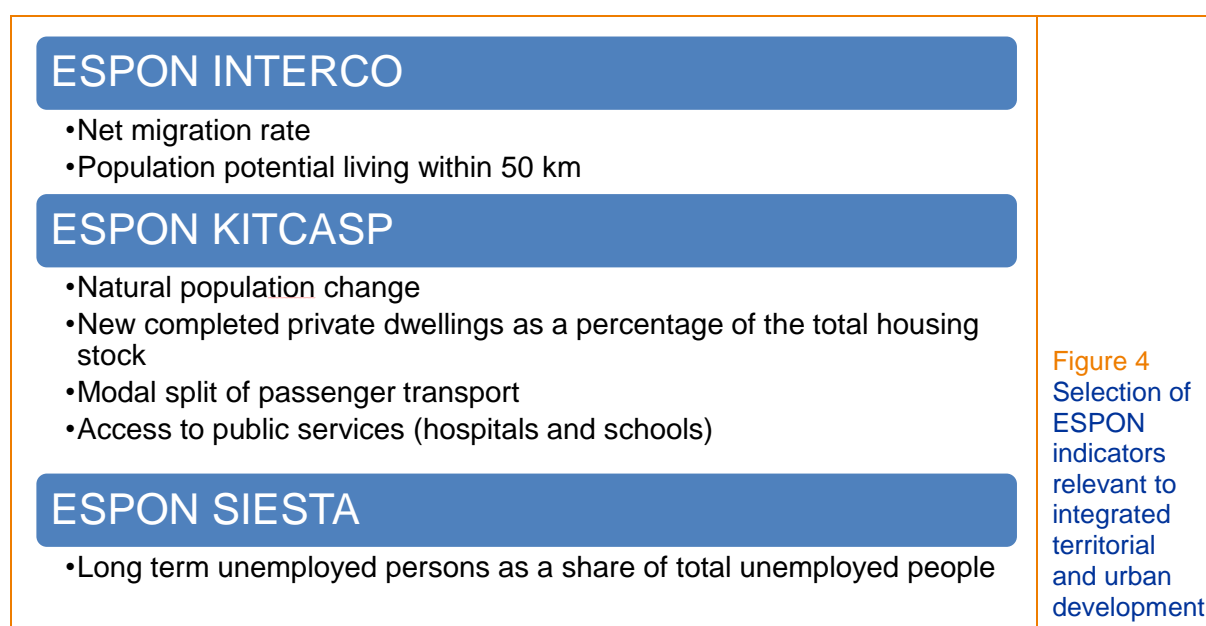 ESPON INTERCO
•Net migration rate
•Population potential living within 50 km
ESPON KITCASP
•Natural population change
•New completed private dwellings as a percentage of the total housing
stock
•Modal split of passenger transport
•Access to public services (hospitals and schools)
ESPON SIESTA
•Long term unemployed persons as a share of total unemployed people
Figure 4
Selection of
ESPON
indicators
relevant to
integrated
territorial
and urban
development